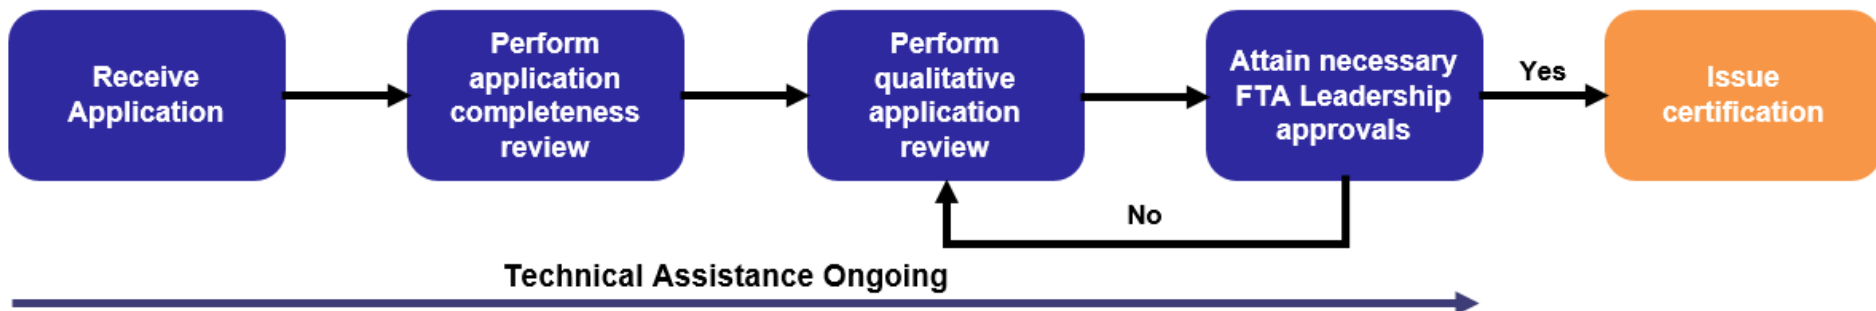 Receive
Application
Perform
application
completeness
review
Perform
qualitative
application
review
Attain necessary
FTA Leadership
approvals
Yes
Issue
certification
No
Technical Assistance Ongoing